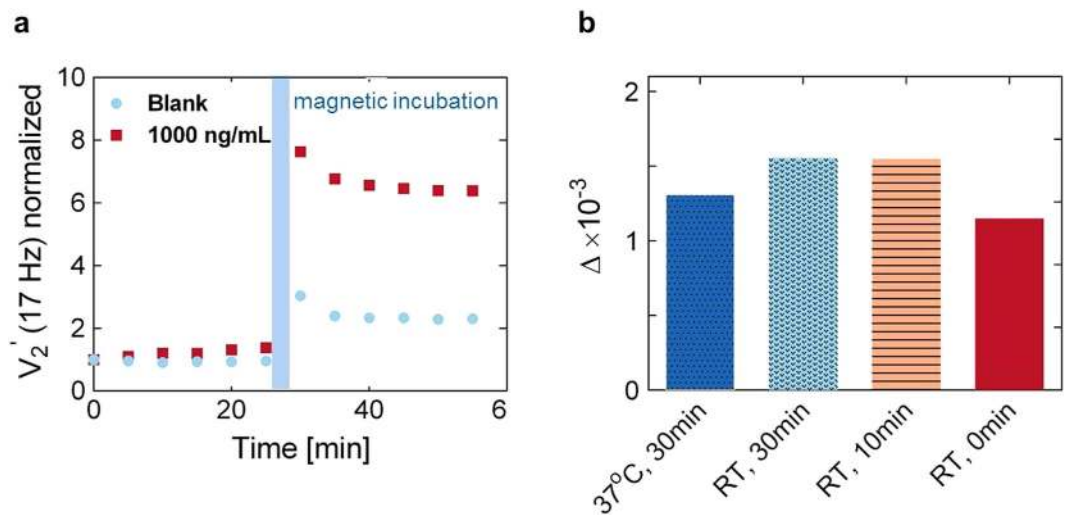 a
10
8
6
4
2
0
V2' (17 Hz) normalized
Blank
1000 ng/mL
magnetic incubation
0
20
40
6
Time [min]
b
2
1
0
Δ ×10-3
37°C, 30min
RT, 30min
RT, 10min
RT, 0min